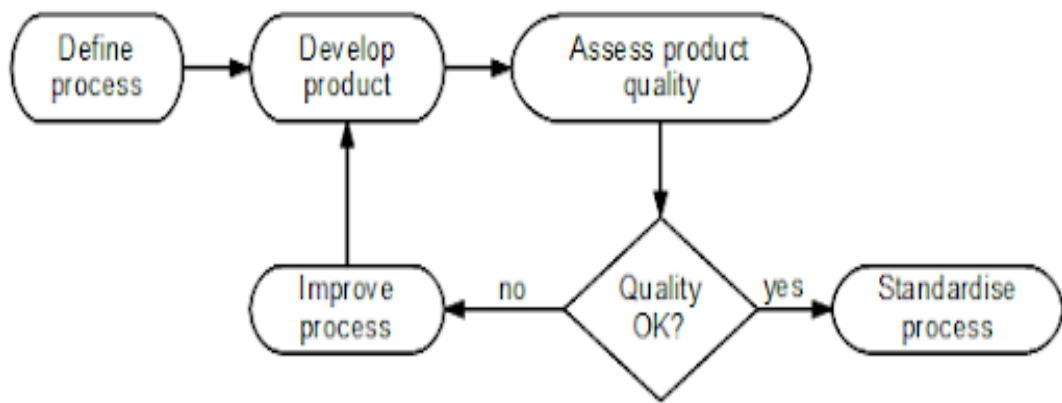 Define
process
Develop
product
Assess product
quality
Improve
process
no
Quality
OK?
yes
Standardise
process